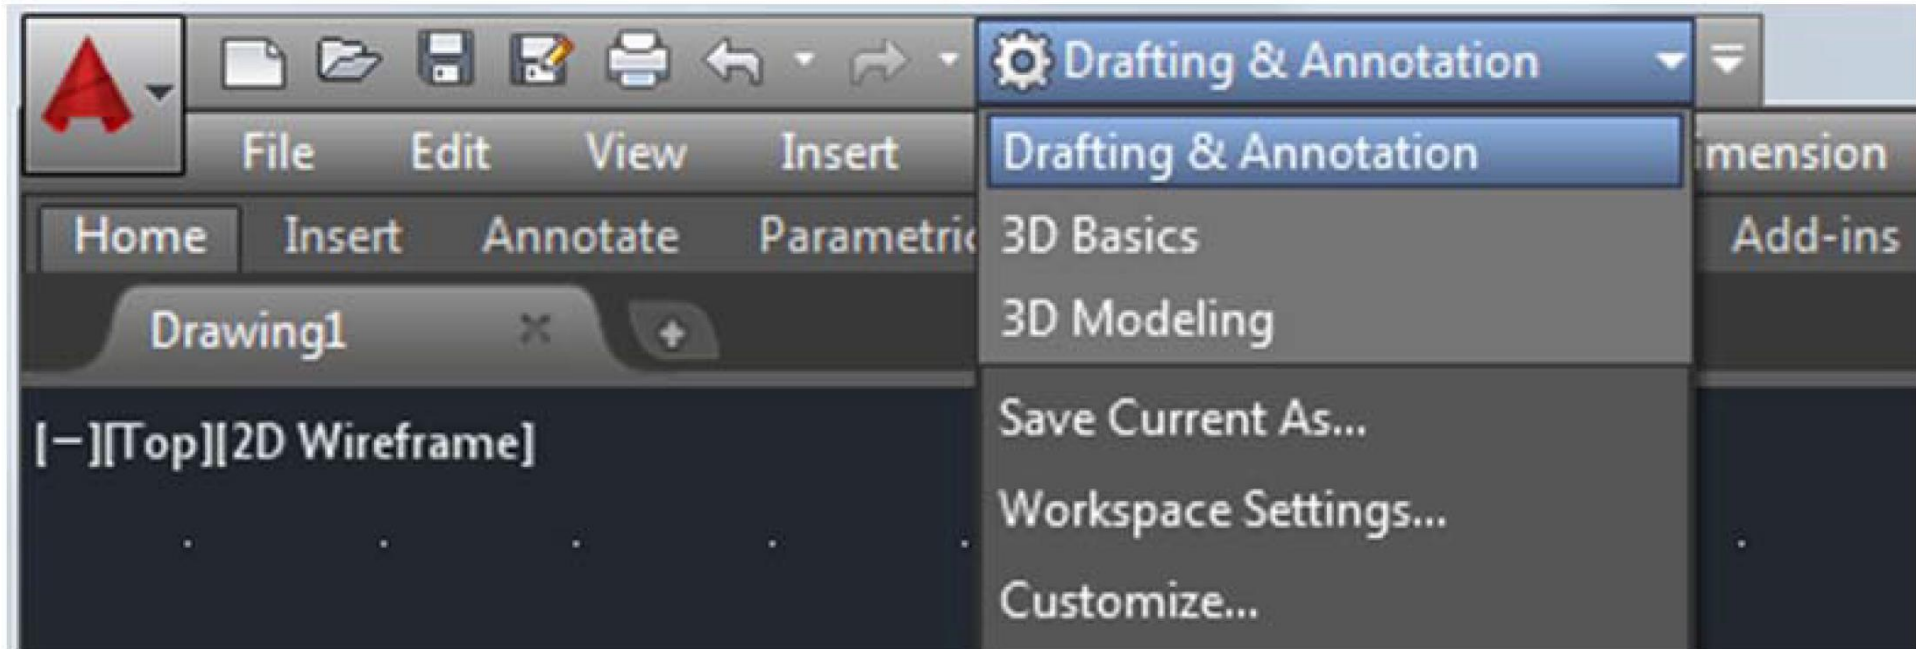 Drafting & Annotation
File Edit View Insert
Drafting & Annotation
3D Basics
3D Modeling
Save Current As...
Workspace Settings...
Customize...
mension
Home Insert Annotate Parametric Add-ins
Drawing1
[−][Top][2D Wireframe]